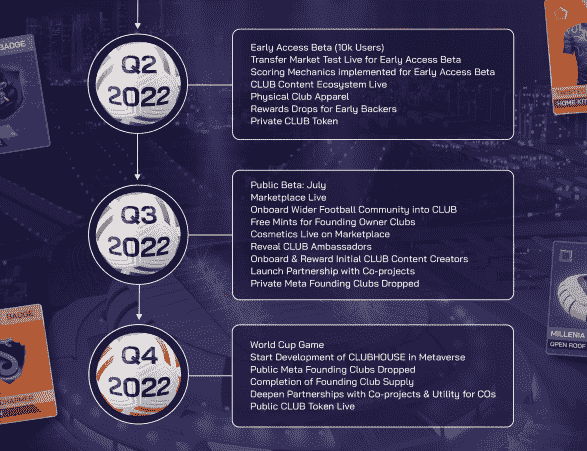 BADGE
HOME KIT
Q2
2022
Early Access Beta (10k Users)
Transfer Market Test Live for Early Access Beta
Scoring Mechanics Implemented for Early Access Beta
CLUB Content Ecosystem Live
Physical Club Apparel
Rewards Drops for Early Backers
Private CLUB Token
Q3
2022
Public Beta: July
Marketplace Live
Onboard Wider Football Community into CLUB
Free Mints for Founding Owner Clubs
Cosmetics Live on Marketplace
Reveal CLUB Ambassadors
Onboard & Reward Initial CLUB Content Creators
Launch Partnership with Co-projects
Private Meta Founding Clubs Dropped
MILLENIA
OPEN ROOF
BADGE
Q4
2022
World Cup Game
Start Development of CLUBHOUSE in Metaverse
Public Meta Founding Clubs Dropped
Completion of Founding Club Supply
Deepen Partnerships with Co-projects & Utility for COs
Public CLUB Token Live